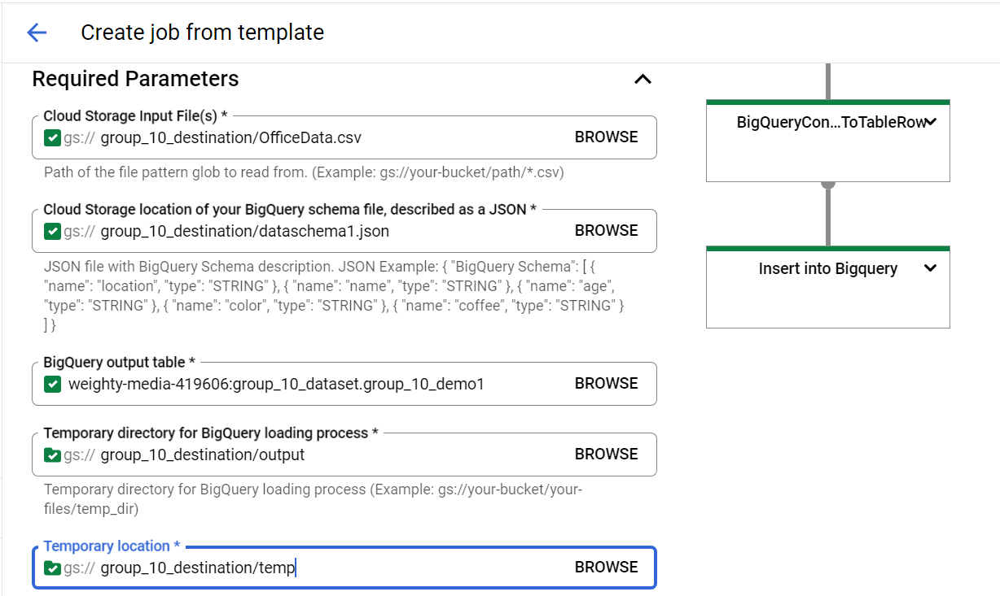 Create job from template
Required Parameters
Cloud Storage Input File(s) *
gs:// group_10_destination/OfficeData.csv
BROWSE
Path of the file pattern glob to read from. (Example: gs://your-bucket/path/*.csv)
Cloud Storage location of your BigQuery schema file, described as a JSON *
gs:// group_10_destination/dataschema1.json
BROWSE
JSON file with BigQuery Schema description. JSON Example: { "BigQuery Schema": [ {
"name": "location", "type": "STRING" }, { "name": "name", "type": "STRING" }, { "name": "age",
"type": "STRING" }, { "name": "color", "type": "STRING" }, { "name": "coffee", "type": "STRING" }
] }
BigQuery output table *
weighty-media-419606:group_10_dataset.group_10_demo1
BROWSE
Temporary directory for BigQuery loading process *
gs:// group_10_destination/output
BROWSE
Temporary directory for BigQuery loading process (Example: gs://your-bucket/your-
files/temp_dir)
Temporary location *
gs:// group_10_destination/temp
BROWSE
BigQueryCon...ToTableRow
Insert into Bigquery